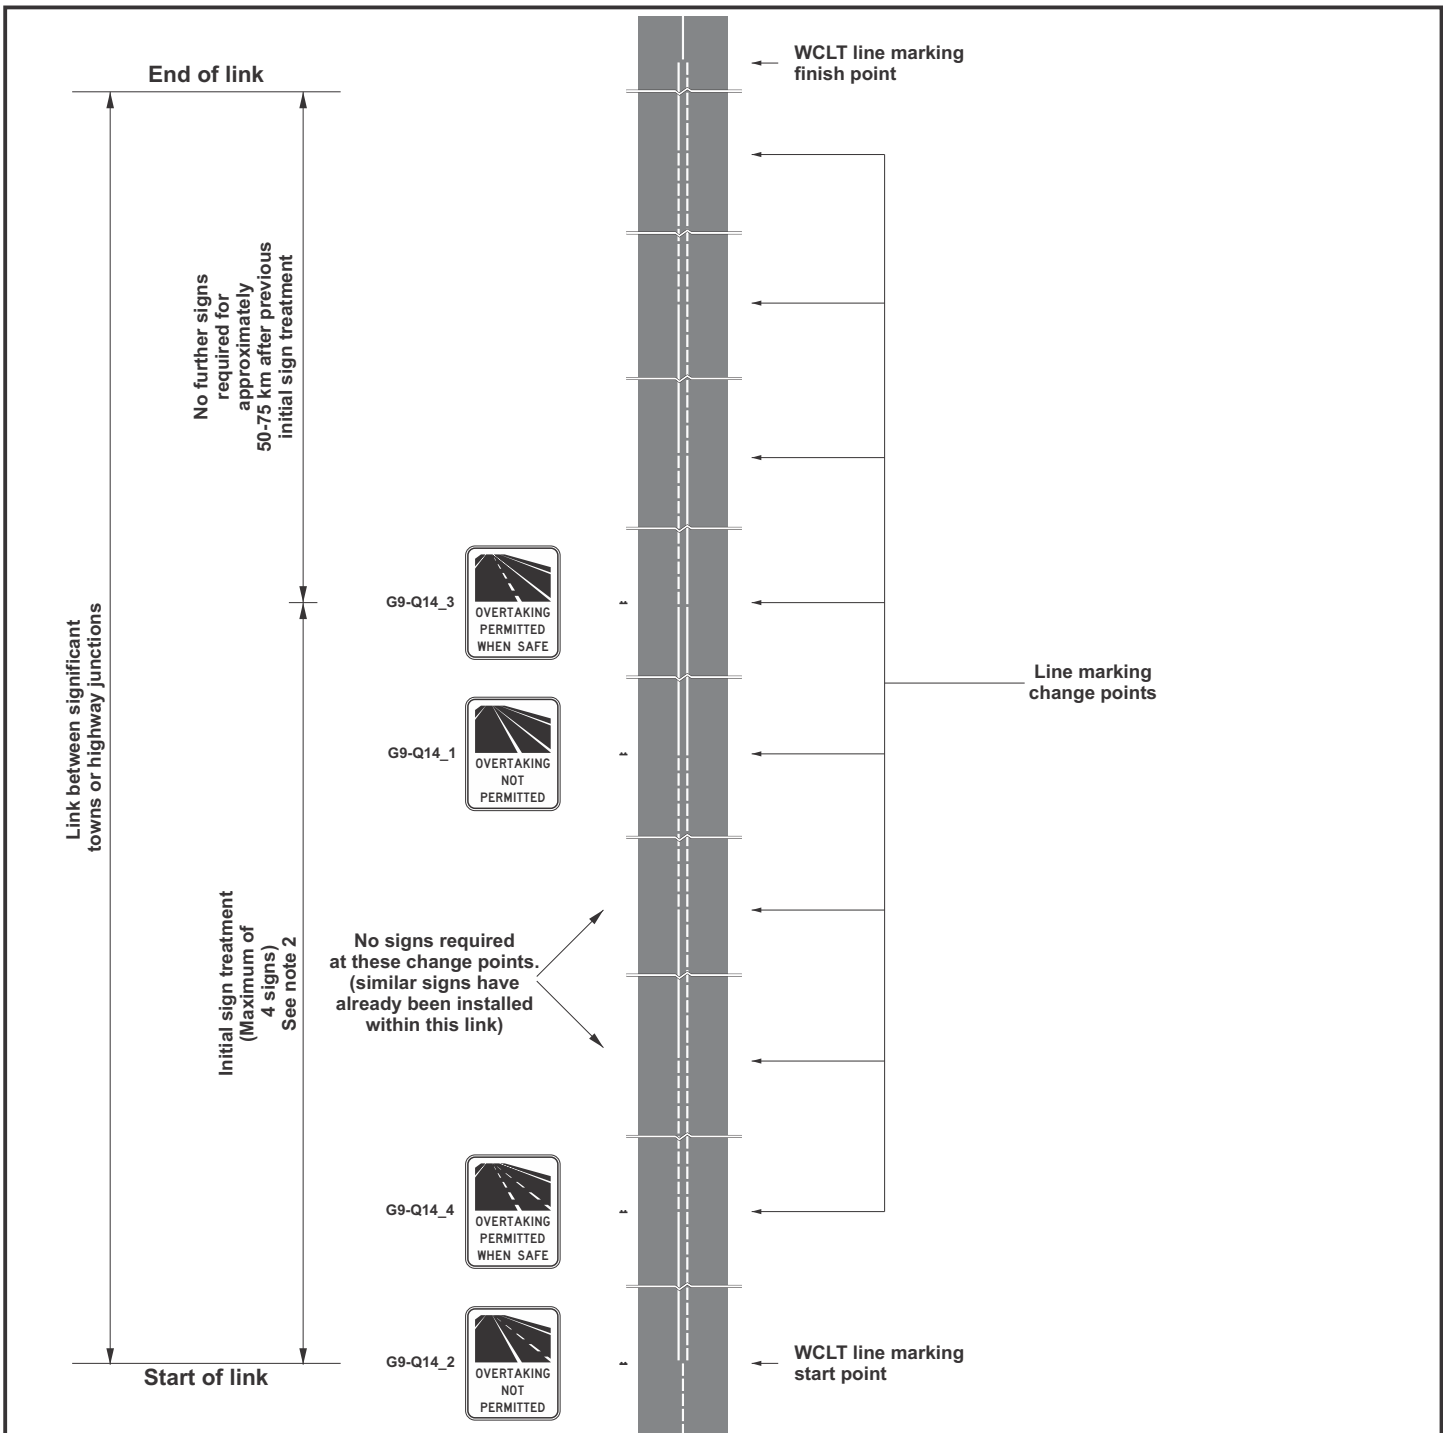 WCLT line marking
finish point
End of link
No further signs
required for
approximately
50-75 km after previous
initial sign treatment
G9-Q14_3
OVERTAKING
PERMITTED
WHEN SAFE
Link between significant
towns or highway junctions
Line marking
change points
G9-Q14_1
OVERTAKING
NOT
PERMITTED
Initial sign treatment
(Maximum of
4 signs)
See note 2
No signs required
at these change points.
(similar signs have
already been installed
within this link)
G9-Q14_4
OVERTAKING
PERMITTED
WHEN SAFE
G9-Q14_2
OVERTAKING
NOT
PERMITTED
WCLT line marking
start point
Start of link